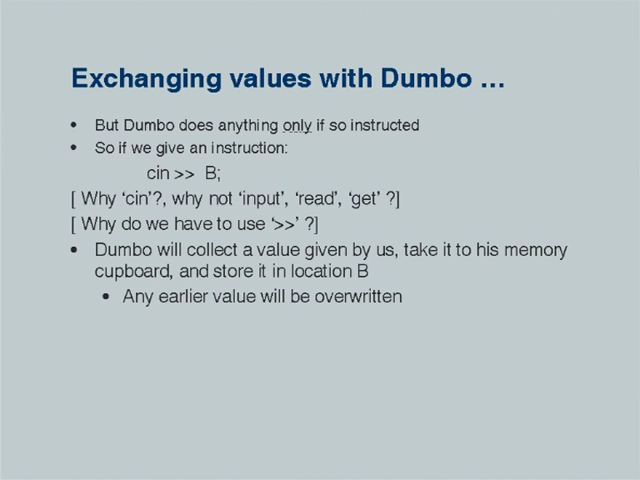 Exchanging values with Dumbo …
• But Dumbo does anything only if so instructed
• So if we give an instruction:
cin >> B;
[ Why ‘cin’?, why not ‘input’, ‘read’, ‘get’ ?]
[ Why do we have to use ‘>>’ ?]
• Dumbo will collect a value given by us, take it to his memory
cupboard, and store it in location B
• Any earlier value will be overwritten